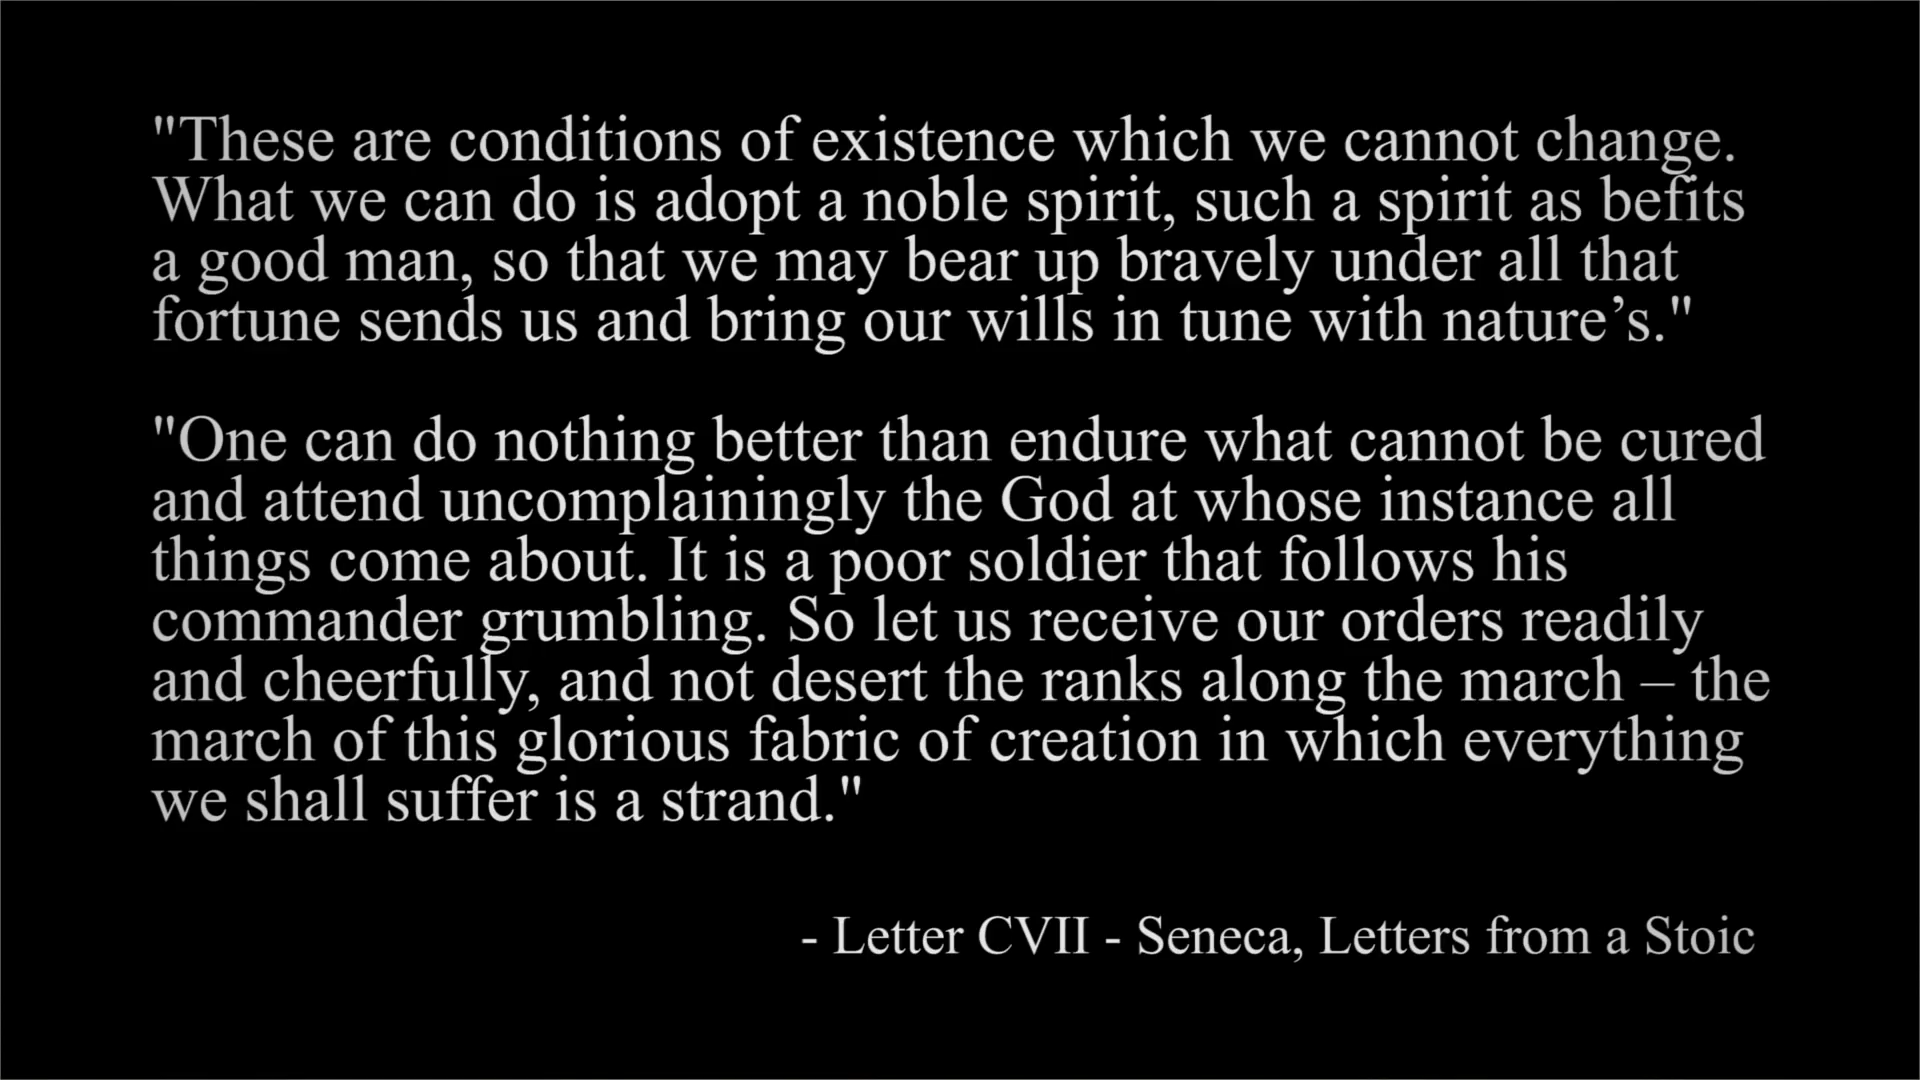 "These are conditions of existence which we cannot change.
What we can do is adopt a noble spirit, such a spirit as befits
a good man, so that we may bear up bravely under all that
fortune sends us and bring our wills in tune with nature’s."
"One can do nothing better than endure what cannot be cured
and attend uncomplainingly the God at whose instance all
things come about. It is a poor soldier that follows his
commander grumbling. So let us receive our orders readily
and cheerfully, and not desert the ranks along the march – the
march of this glorious fabric of creation in which everything
we shall suffer is a strand."
- Letter CVII - Seneca, Letters from a Stoic